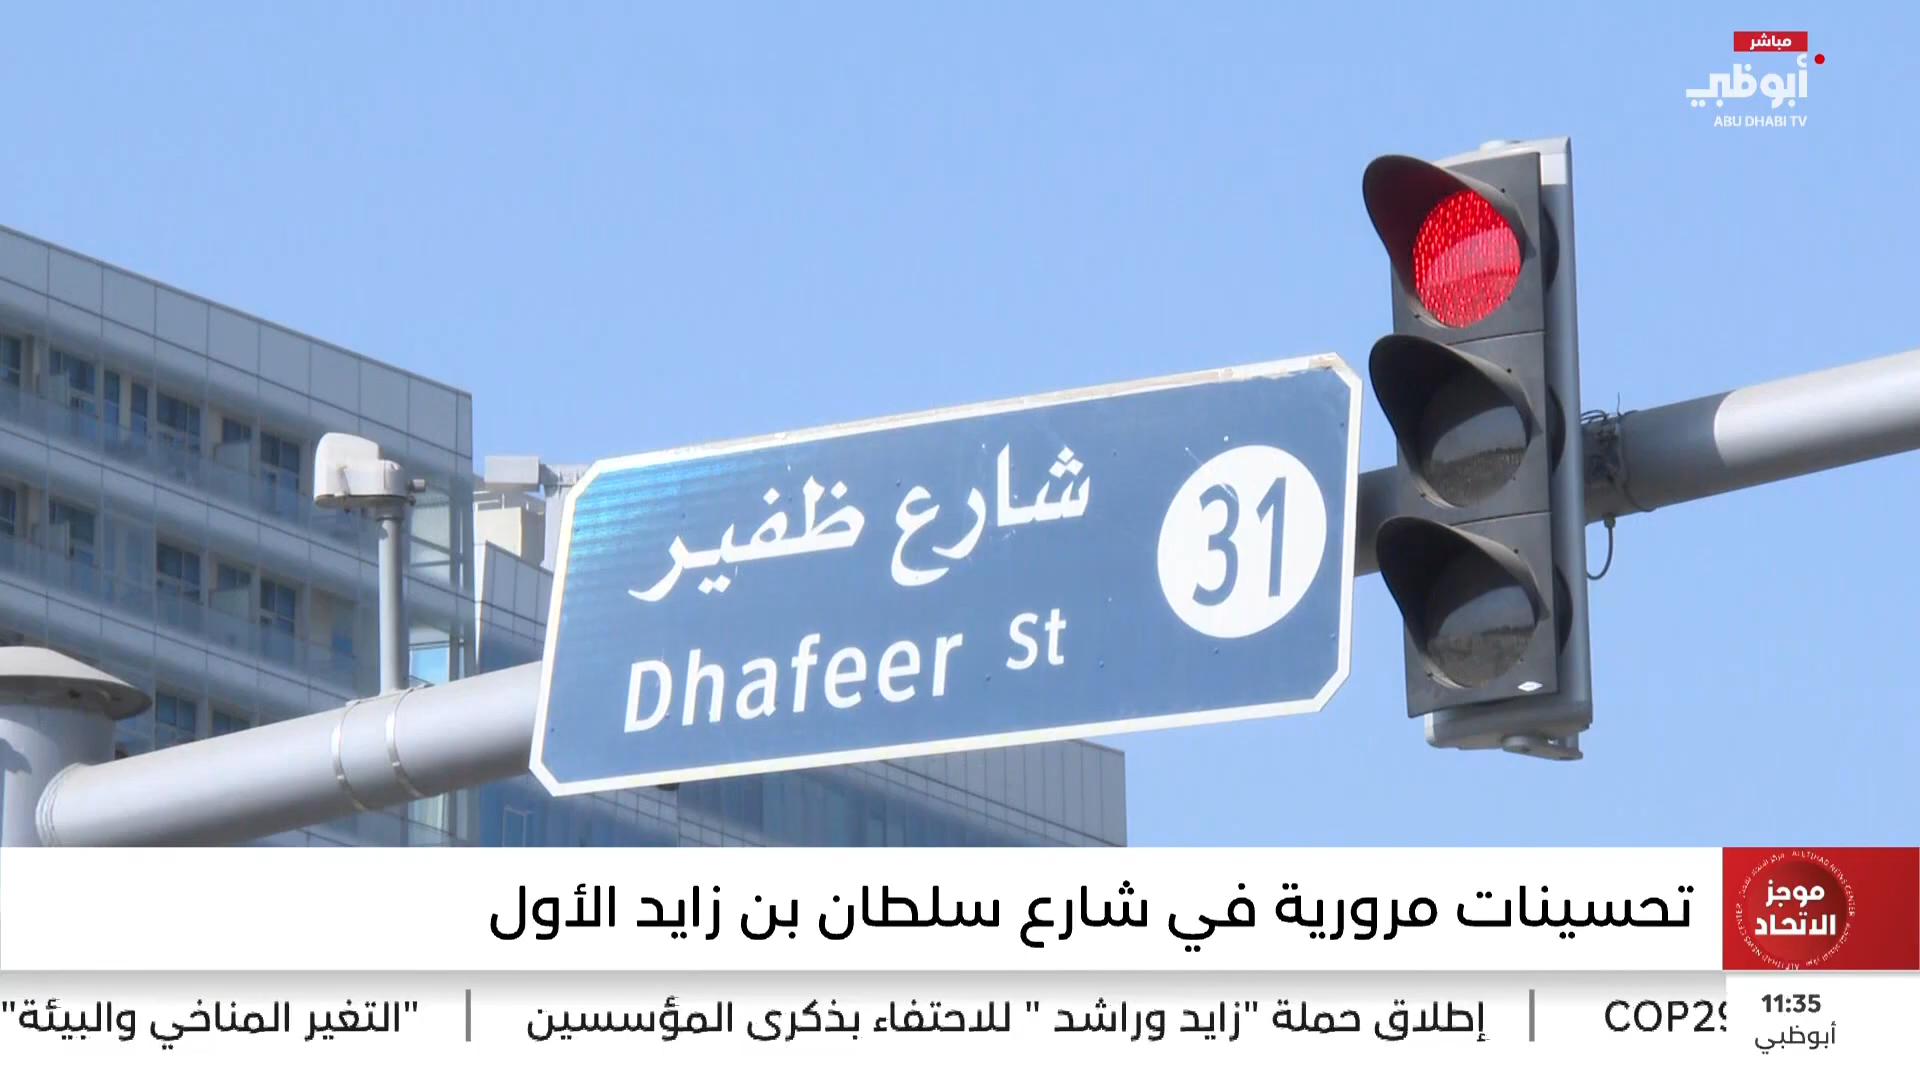 مباشر
أبوظبي
ABU DHABI TV
شارع ظفير
31
Dhafeer St
تحسينات مرورية في شارع سلطان بن زايد الأول
موجز
الاتحاد
COP29 | إطلاق حملة "زايد وراشد " للاحتفاء بذكرى المؤسسين | "التغير المناخي والبيئة"
11:35
أبوظبي